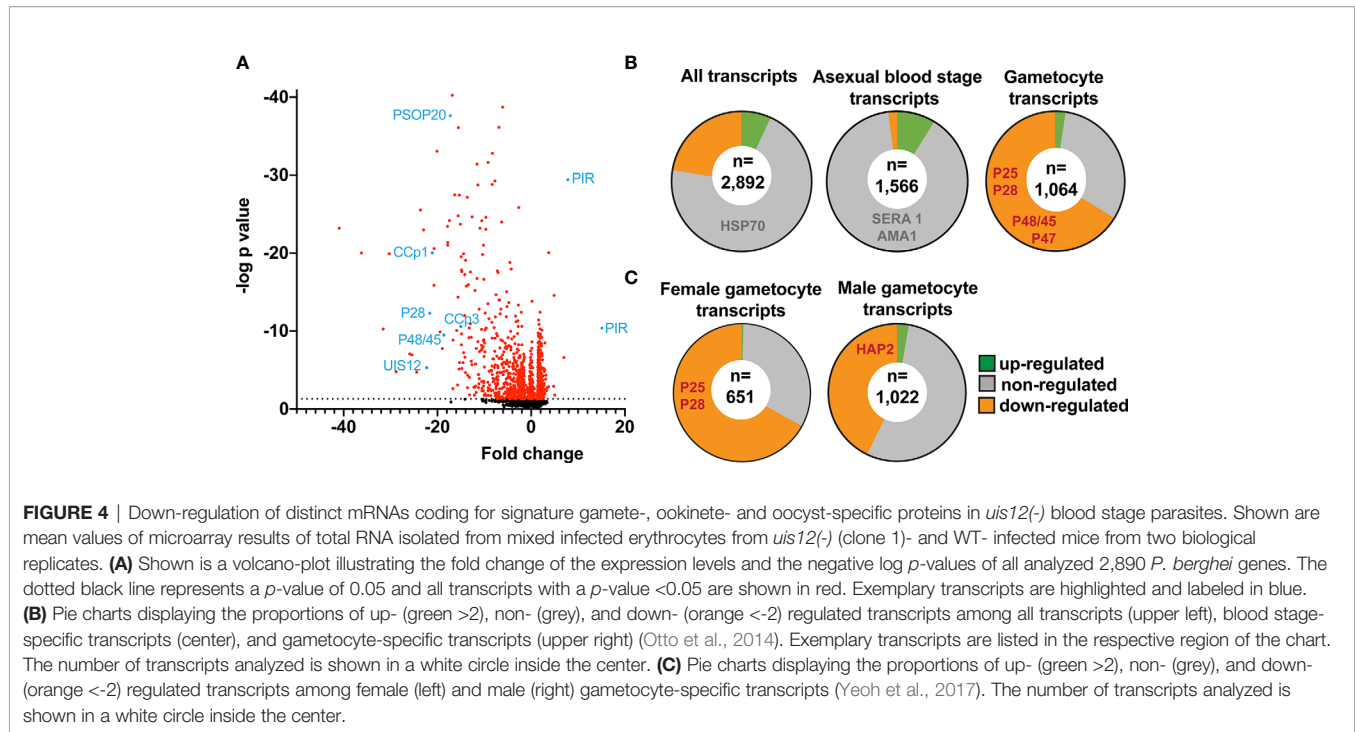 A
-log p value
-40
-30
-20
-10
0
-40
-20
0
20
Fold change
PSOP20
PIR
CCp1
P28
CCp3
P48/45
UIS12
PIR
B
All transcripts
n=
2,892
HSP70
Asexual blood stage
transcripts
n=
1,566
SERA 1
AMA1
Gametocyte
transcripts
n=
1,064
P25
P28
P48/45
P47
C
Female gametocyte
transcripts
n=
651
P25
P28
Male gametocyte
transcripts
HAP2
n=
1,022
up-regulated
non-regulated
down-regulated
FIGURE 4 | Down-regulation of distinct mRNAs coding for signature gamete-, ookinete- and oocyst-specific proteins in uis12(-) blood stage parasites. Shown are
mean values of microarray results of total RNA isolated from mixed infected erythrocytes from uis12(-) (clone 1)- and WT- infected mice from two biological
replicates. (A) Shown is a volcano-plot illustrating the fold change of the expression levels and the negative log p-values of all analyzed 2,890 P. berghei genes. The
dotted black line represents a p-value of 0.05 and all transcripts with a p-value <0.05 are shown in red. Exemplary transcripts are highlighted and labeled in blue.
(B) Pie charts displaying the proportions of up- (green >2), non- (grey), and down- (orange <-2) regulated transcripts among all transcripts (upper left), blood stage-
specific transcripts (center), and gametocyte-specific transcripts (upper right) (Otto et al., 2014). Exemplary transcripts are listed in the respective region of the chart.
The number of transcripts analyzed is shown in a white circle inside the center. (C) Pie charts displaying the proportions of up- (green >2), non- (grey), and down-
(orange <-2) regulated transcripts among female (left) and male (right) gametocyte-specific transcripts (Yeoh et al., 2017). The number of transcripts analyzed is
shown in a white circle inside the center.